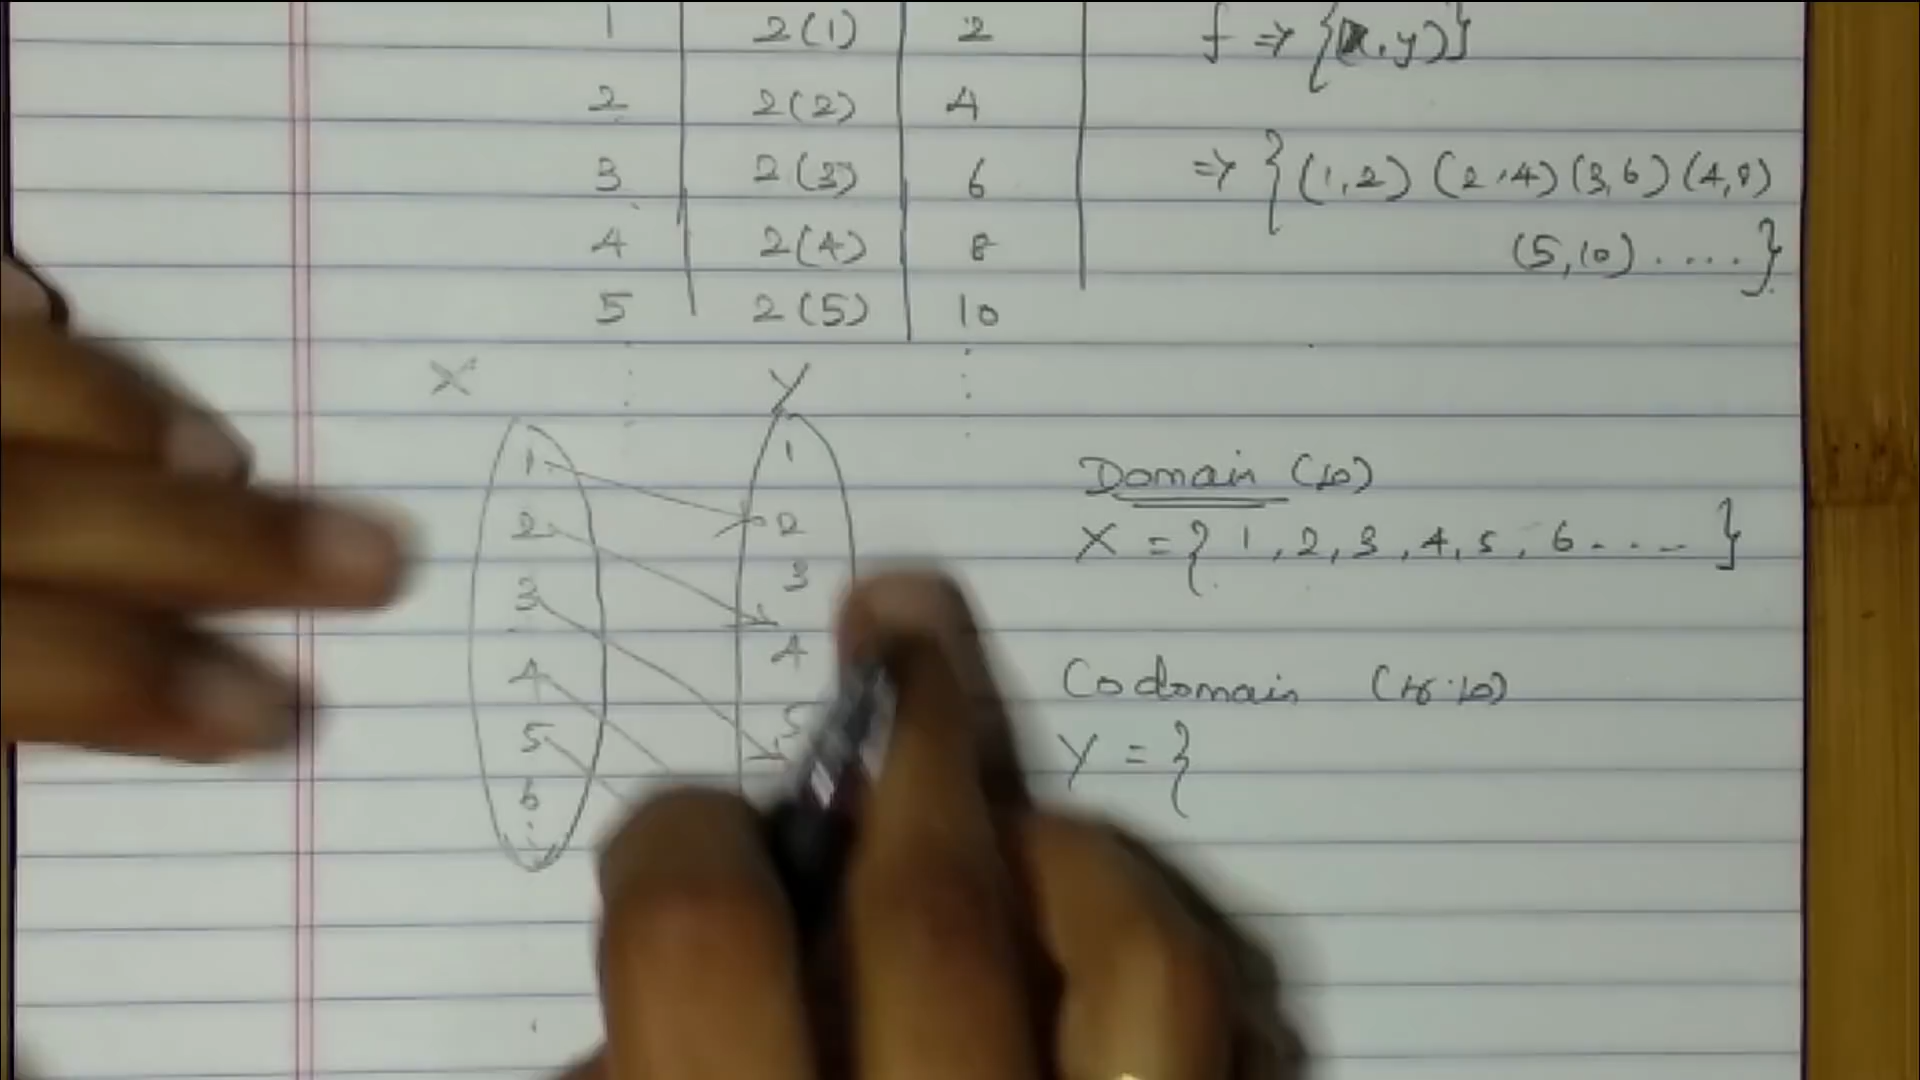 1 2(1) 2
2 2(2) 4
3 2(3) 6
4 2(4) 8
5 2(5) 10
f ⇒ {(x,y)}
⇒ {(1,2) (2,4) (3,6) (4,8)
(5,10) ....}
X Y
1 1
2 2
3 3
4 4
5 5
6
Domain
X = { 1, 2, 3, 4, 5, 6 .... }
Codomain
Y = {